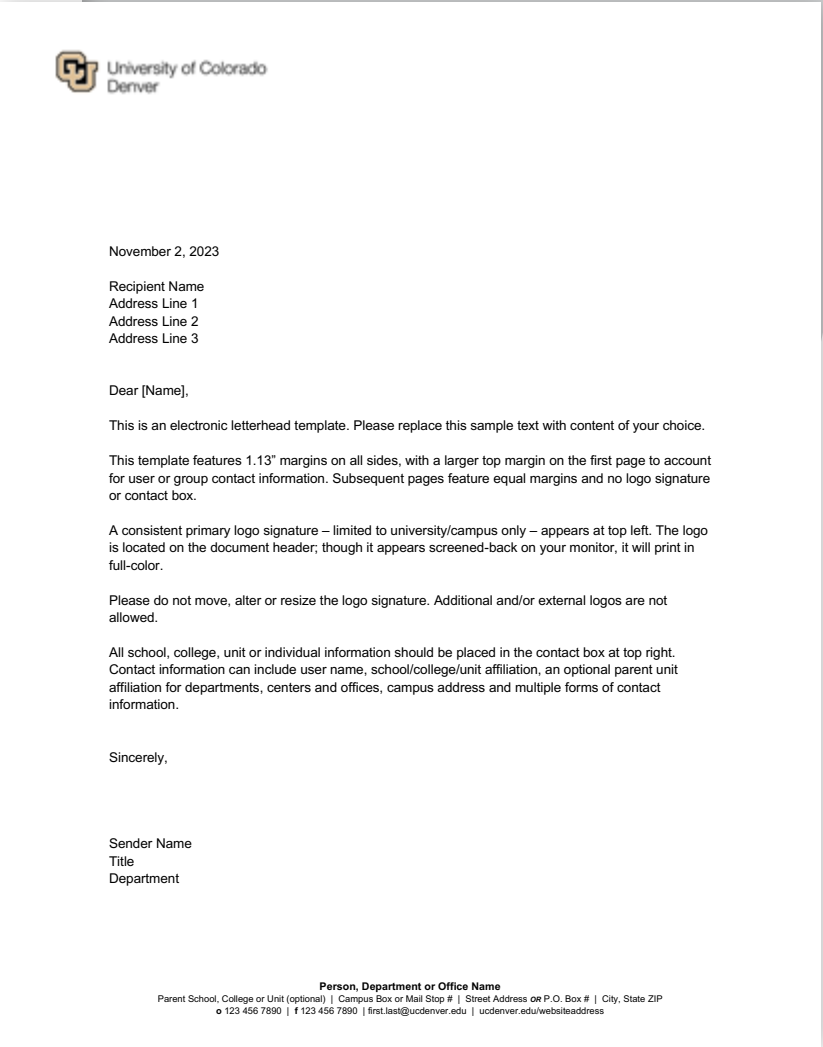 University of Colorado
Denver
November 2, 2023
Recipient Name
Address Line 1
Address Line 2
Address Line 3
Dear [Name],
This is an electronic letterhead template. Please replace this sample text with content of your choice.
This template features 1.13” margins on all sides, with a larger top margin on the first page to account
for user or group contact information. Subsequent pages feature equal margins and no logo signature
or contact box.
A consistent primary logo signature – limited to university/campus only – appears at top left. The logo
is located on the document header; though it appears screened-back on your monitor, it will print in
full-color.
Please do not move, alter or resize the logo signature. Additional and/or external logos are not
allowed.
All school, college, unit or individual information should be placed in the contact box at top right.
Contact information can include user name, school/college/unit affiliation, an optional parent unit
affiliation for departments, centers and offices, campus address and multiple forms of contact
information.
Sincerely,
Sender Name
Title
Department
Person, Department or Office Name
Parent School, College or Unit (optional) | Campus Box or Mail Stop # | Street Address OR P.O. Box # | City, State ZIP
o 123 456 7890 | f 123 456 7890 | first.last@ucdenver.edu | ucdenver.edu/websiteaddress